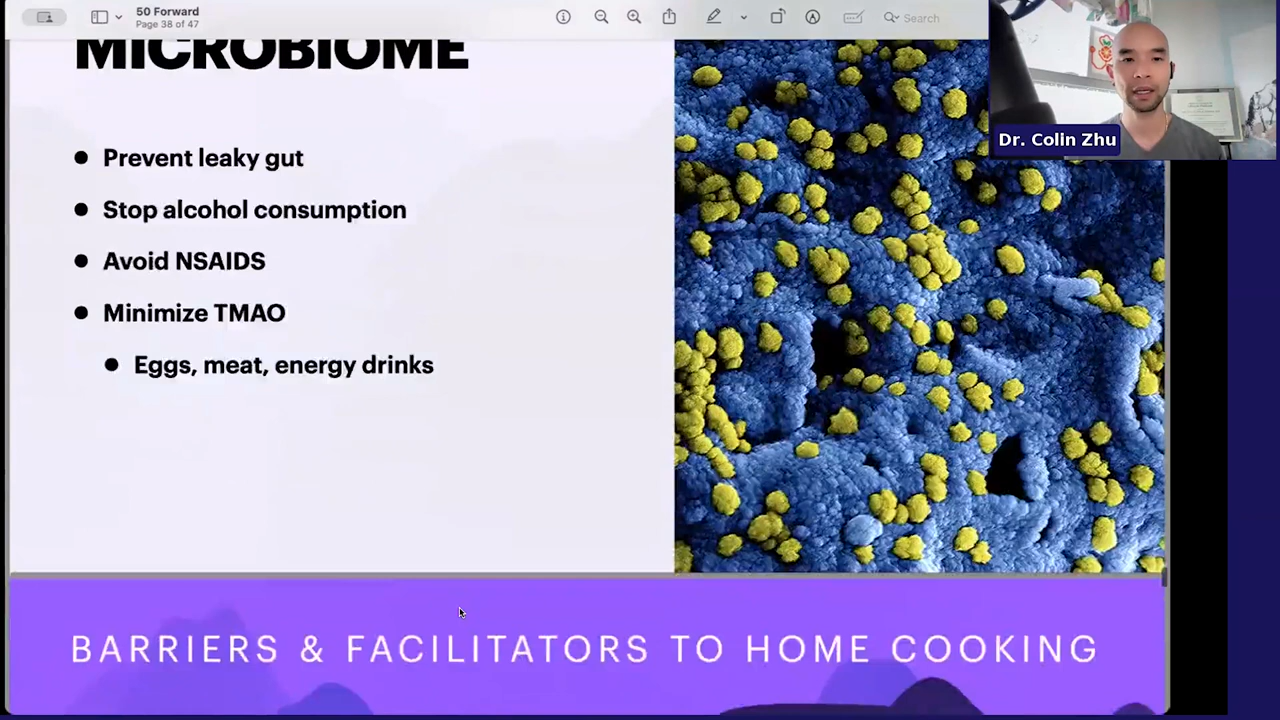 50 Forward
Page 38 of 47
Search
MICROBIOME
Dr. Colin Zhu
● Prevent leaky gut
● Stop alcohol consumption
● Avoid NSAIDS
● Minimize TMAO
● Eggs, meat, energy drinks
BARRIERS & FACILITATORS TO HOME COOKING